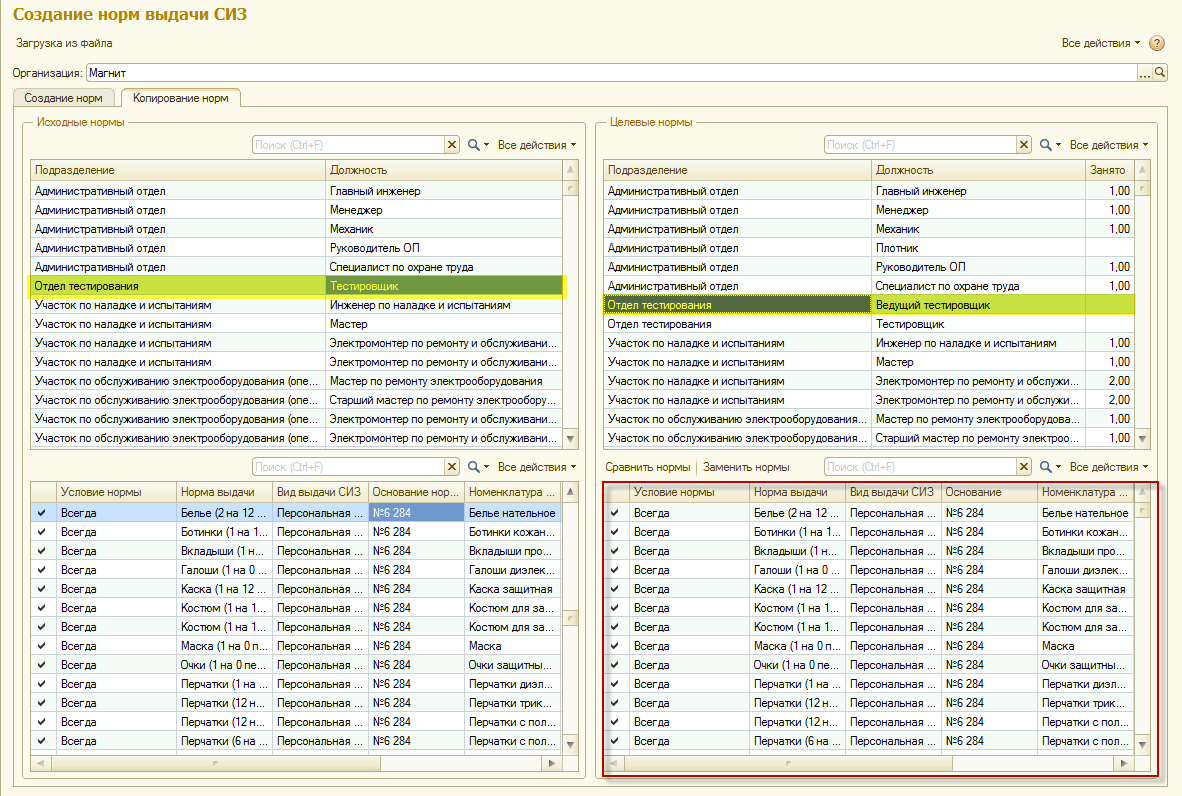 Создание норм выдачи СИЗ
Загрузка из файла Все действия ?
Организация: Магнит ...
Создание норм Копирование норм
Исходные нормы
Поиск (Ctrl+F) Все действия
Подразделение Должность
Административный отдел Главный инженер
Административный отдел Менеджер
Административный отдел Механик
Административный отдел Руководитель ОП
Административный отдел Специалист по охране труда
Отдел тестирования Тестировщик
Участок по наладке и испытаниям Инженер по наладке и испытаниям
Участок по наладке и испытаниям Мастер
Участок по наладке и испытаниям Электромонтер по ремонту и обслуживани...
Участок по наладке и испытаниям Электромонтер по ремонту и обслуживани...
Участок по обслуживанию электрооборудования (опе... Мастер по ремонту электрооборудования
Участок по обслуживанию электрооборудования (опе... Старший мастер по ремонту электрообору...
Участок по обслуживанию электрооборудования (опе... Электромонтер по ремонту и обслуживани...
Участок по обслуживанию электрооборудования (опе... Электромонтер по ремонту и обслуживани...
Поиск (Ctrl+F) Все действия
Условие нормы Норма выдачи Вид выдачи СИЗ Основание нор... Номенклатура ...
Всегда Белье (2 на 12 ... Персональная ... №6 284 Белье нательное
Всегда Ботинки (1 на 1... Персональная ... №6 284 Ботинки кожан...
Всегда Вкладыши (1 н... Персональная ... №6 284 Вкладыши про...
Всегда Галоши (1 на 0 ... Персональная ... №6 284 Галоши диэлек...
Всегда Каска (1 на 12 ... Персональная ... №6 284 Каска защитная
Всегда Костюм (1 на 1... Персональная ... №6 284 Костюм для за...
Всегда Костюм (1 на 1... Персональная ... №6 284 Костюм для за...
Всегда Маска (1 на 0 п... Персональная ... №6 284 Маска
Всегда Очки (1 на 0 пе... Персональная ... №6 284 Очки защитны...
Всегда Перчатки (1 на ... Персональная ... №6 284 Перчатки диэл...
Всегда Перчатки (12 н... Персональная ... №6 284 Перчатки трик...
Всегда Перчатки (12 н... Персональная ... №6 284 Перчатки с пол...
Всегда Перчатки (6 на ... Персональная ... №6 284 Перчатки с пол...
Целевые нормы
Поиск (Ctrl+F) Все действия
Подразделение Должность Занято
Административный отдел Главный инженер 1,00
Административный отдел Менеджер 1,00
Административный отдел Механик 1,00
Административный отдел Плотник
Административный отдел Руководитель ОП 1,00
Административный отдел Специалист по охране труда 1,00
Отдел тестирования Ведущий тестировщик
Отдел тестирования Тестировщик
Участок по наладке и испытаниям Инженер по наладке и испытаниям 1,00
Участок по наладке и испытаниям Мастер 1,00
Участок по наладке и испытаниям Электромонтер по ремонту и обслужи... 2,00
Участок по наладке и испытаниям Электромонтер по ремонту и обслужи... 2,00
Участок по обслуживанию электрооборудования... Мастер по ремонту электрооборудова... 1,00
Участок по обслуживанию электрооборудования... Старший мастер по ремонту электроо... 1,00
Сравнить нормы Заменить нормы Поиск (Ctrl+F) Все действия
Условие нормы Норма выдачи Вид выдачи СИЗ Основание Номенклатура ...
Всегда Белье (2 на 12 ... Персональная ... №6 284 Белье нательное
Всегда Ботинки (1 на 1... Персональная ... №6 284 Ботинки кожан...
Всегда Вкладыши (1 н... Персональная ... №6 284 Вкладыши про...
Всегда Галоши (1 на 0 ... Персональная ... №6 284 Галоши диэлек...
Всегда Каска (1 на 12 ... Персональная ... №6 284 Каска защитная
Всегда Костюм (1 на 1... Персональная ... №6 284 Костюм для за...
Всегда Костюм (1 на 1... Персональная ... №6 284 Костюм для за...
Всегда Маска (1 на 0 п... Персональная ... №6 284 Маска
Всегда Очки (1 на 0 пе... Персональная ... №6 284 Очки защитны...
Всегда Перчатки (1 на ... Персональная ... №6 284 Перчатки диэл...
Всегда Перчатки (12 н... Персональная ... №6 284 Перчатки трик...
Всегда Перчатки (12 н... Персональная ... №6 284 Перчатки с пол...
Всегда Перчатки (6 на ... Персональная ... №6 284 Перчатки с пол...